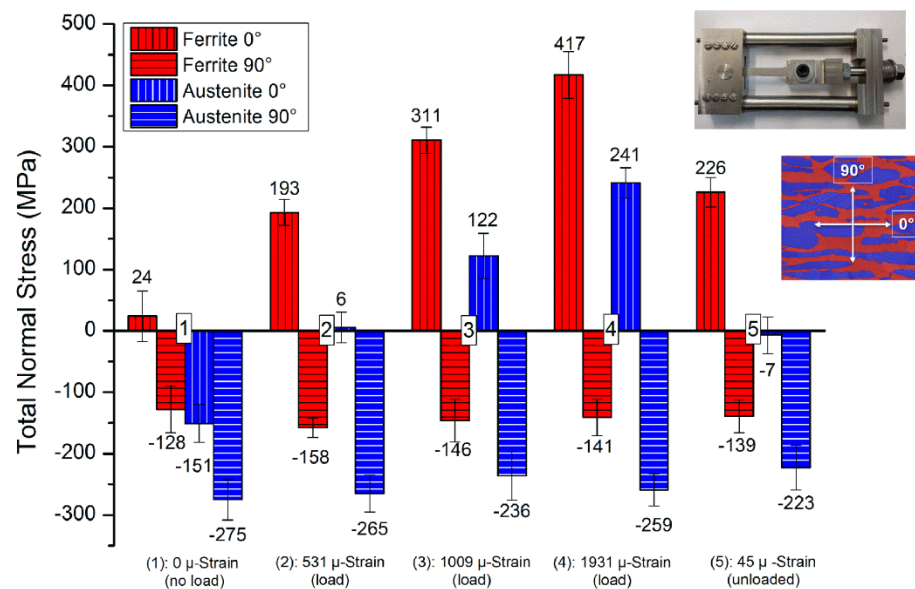 500
400
300
200
100
0
-100
-200
-300
Total Normal Stress (MPa)
Ferrite 0°
Ferrite 90°
Austenite 0°
Austenite 90°
24
-128
-151
-275
193
-158
6
-265
311
-146
122
-236
417
-141
241
-259
226
-139
-7
-223
1
2
3
4
5
90°
0°
(1): 0 µ-Strain
(no load)
(2): 531 µ-Strain
(load)
(3): 1009 µ-Strain
(load)
(4): 1931 µ-Strain
(load)
(5): 45 µ -Strain
(unloaded)